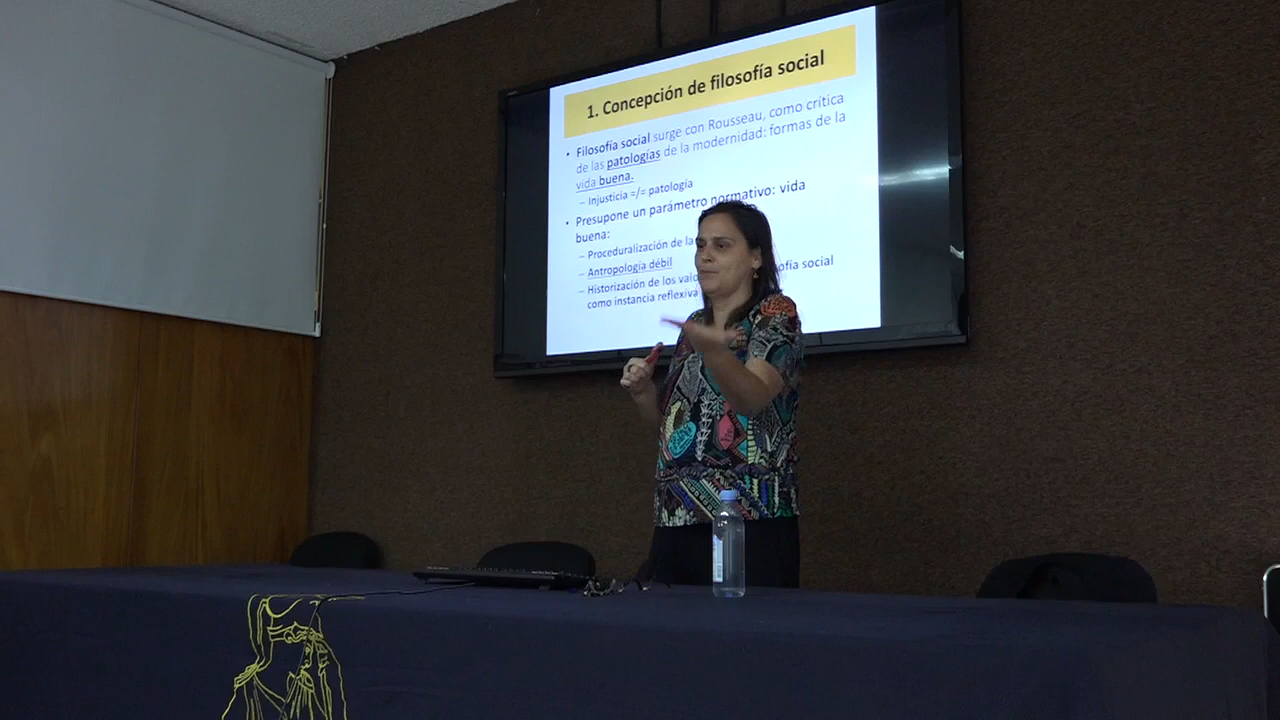 1. Concepción de filosofía social
• Filosofía social surge con Rousseau, como crítica
de las patologías de la modernidad: formas de la
vida buena.
– Injusticia =/= patología
• Presupone un parámetro normativo: vida
buena:
– Proceduralización de la
– Antropología débil
– Historización de los social
como instancia reflexiva